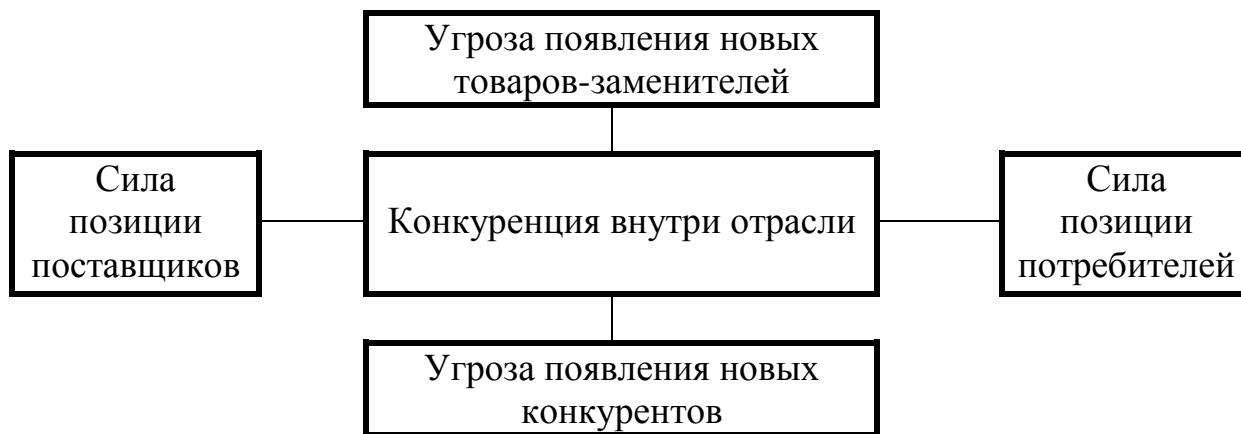 Угроза появления новых
товаров-заменителей
Сила
позиции
поставщиков
Конкуренция внутри отрасли
Сила
позиции
потребителей
Угроза появления новых
конкурентов